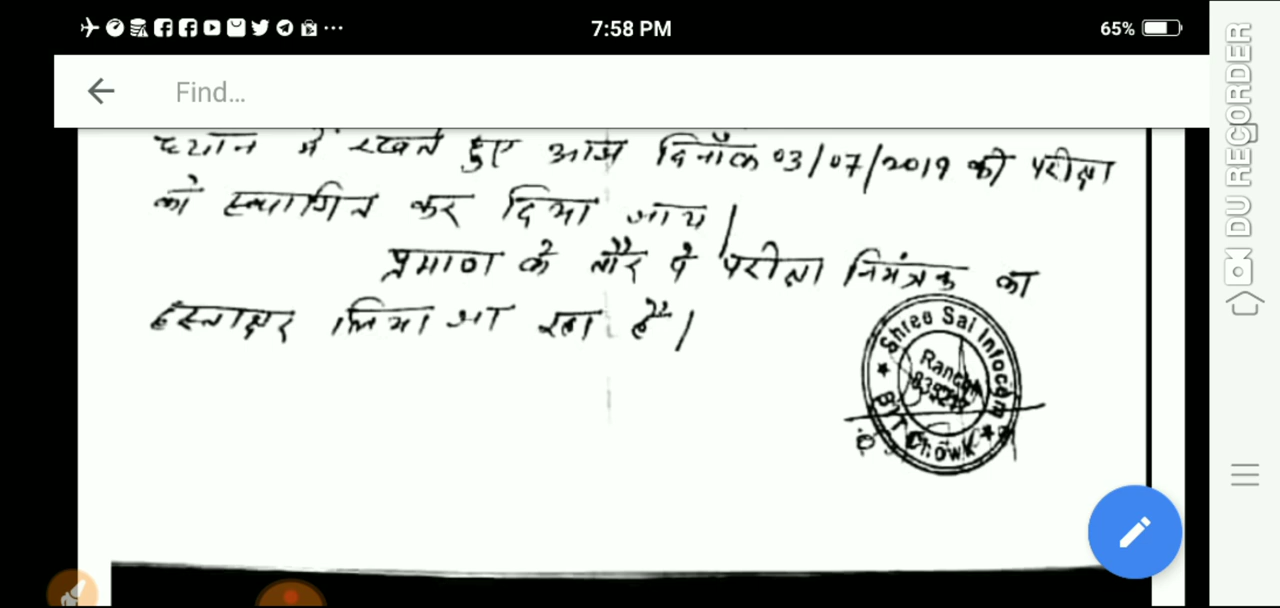 7:58 PM
65%
Find...
ध्यान में रखते हुए आज दिनाँक 03/07/2019 की परीक्षा
को स्थगित कर दिया जाय।
प्रमाण के तौर पे परीक्षा नियंत्रक का
हस्ताक्षर लिया जा रहा है।
Shree Sai Infocom
Ranchi
BIT Chowk
DU RECORDER